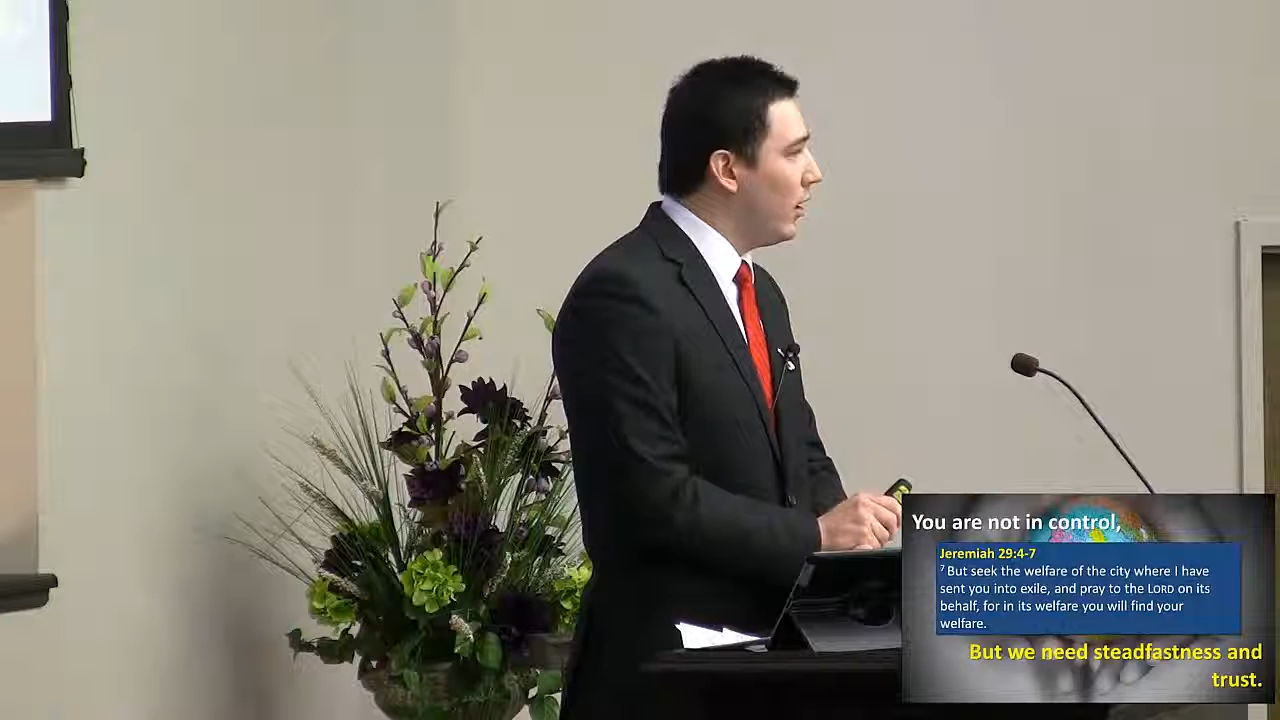 You are not in control,
Jeremiah 29:4-7
7 But seek the welfare of the city where I have
sent you into exile, and pray to the LORD on its
behalf, for in its welfare you will find your
welfare.
But we need steadfastness and
trust.